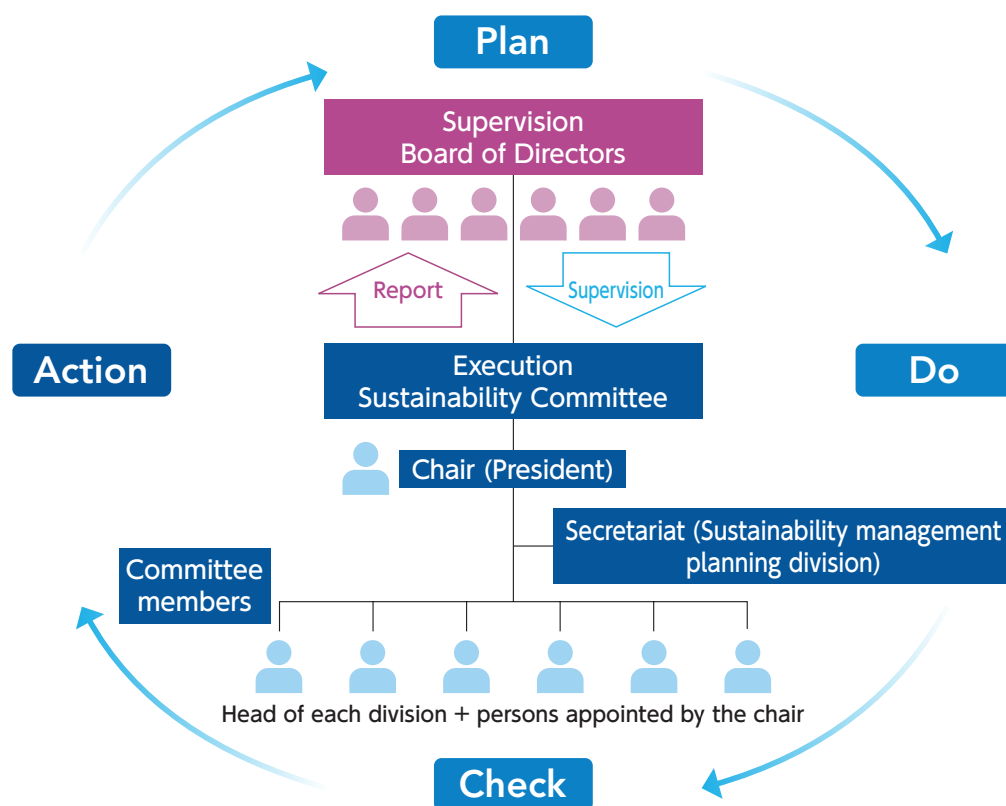 Plan
Supervision
Board of Directors
Report
Supervision
Action
Execution
Sustainability Committee
Do
Chair (President)
Secretariat (Sustainability management
planning division)
Committee
members
Head of each division + persons appointed by the chair
Check